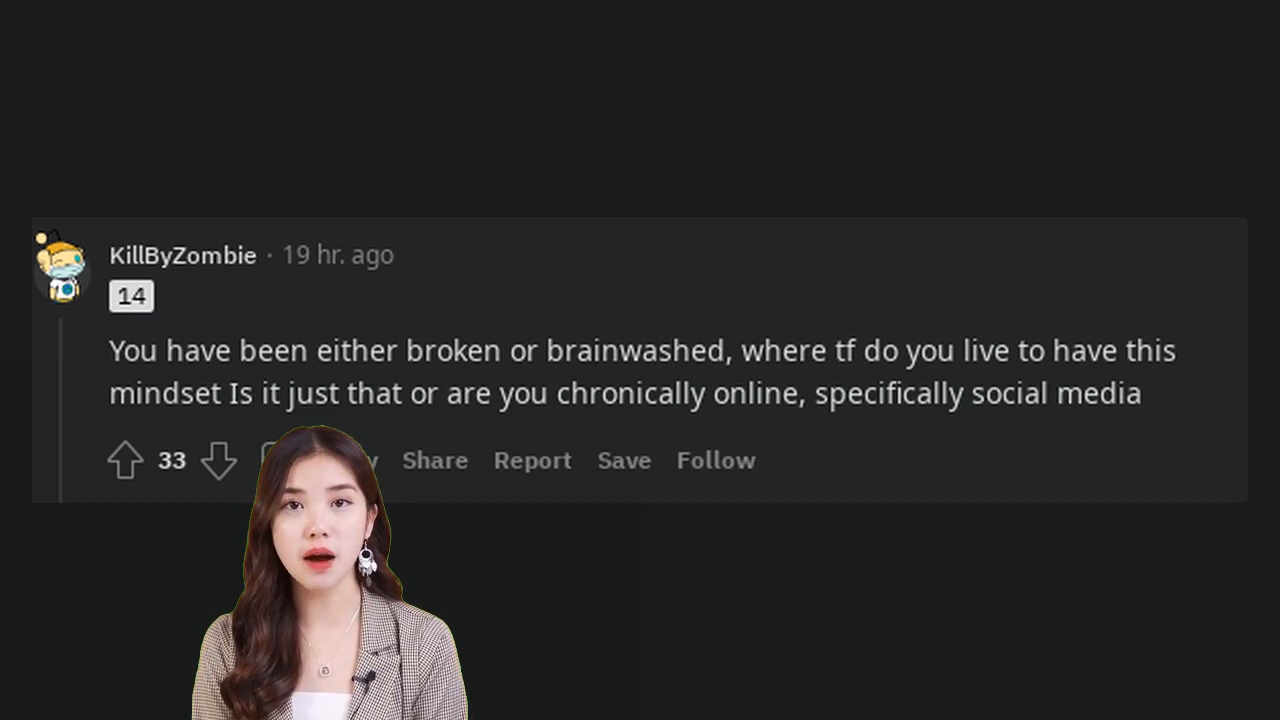 KillByZombie · 19 hr. ago
14
You have been either broken or brainwashed, where tf do you live to have this
mindset Is it just that or are you chronically online, specifically social media
33 Share Report Save Follow